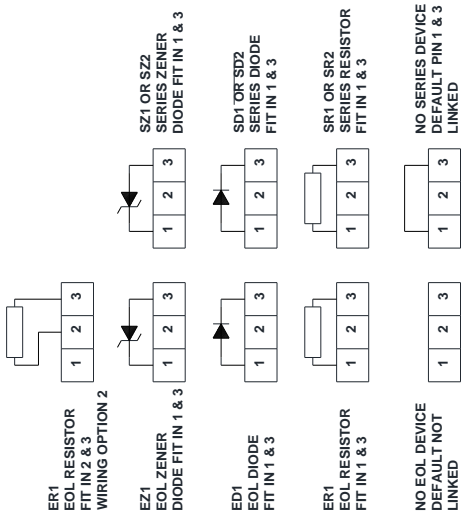 ER1
EOL RESISTOR
FIT IN 2 & 3
WIRING OPTION 2
1 2 3
EZ1
EOL ZENER
DIODE FIT IN 1 & 3
1 2 3
1 2 3
SZ1 OR SZ2
SERIES ZENER
DIODE FIT IN 1 & 3
ED1
EOL DIODE
FIT IN 1 & 3
1 2 3
1 2 3
SD1 OR SD2
SERIES DIODE
FIT IN 1 & 3
ER1
EOL RESISTOR
FIT IN 1 & 3
1 2 3
1 2 3
SR1 OR SR2
SERIES RESISTOR
FIT IN 1 & 3
NO EOL DEVICE
DEFAULT NOT
LINKED
1 2 3
1 2 3
NO SERIES DEVICE
DEFAULT PIN 1 & 3
LINKED